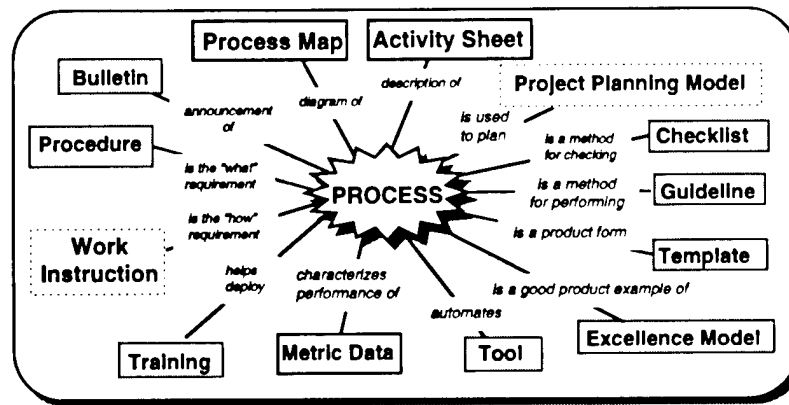 Process Map
Activity Sheet
Bulletin
description of
Project Planning Model
diagram of
announcement
of
is used
to plan
Procedure
is a method
for checking
Checklist
is the "what"
requirement
PROCESS
is a method
for performing
Guideline
is the "how"
requirement
is a product form
Work
Instruction
Template
helps
deploy
characterizes
performance of
is a good product example of
automates
Training
Metric Data
Tool
Excellence Model